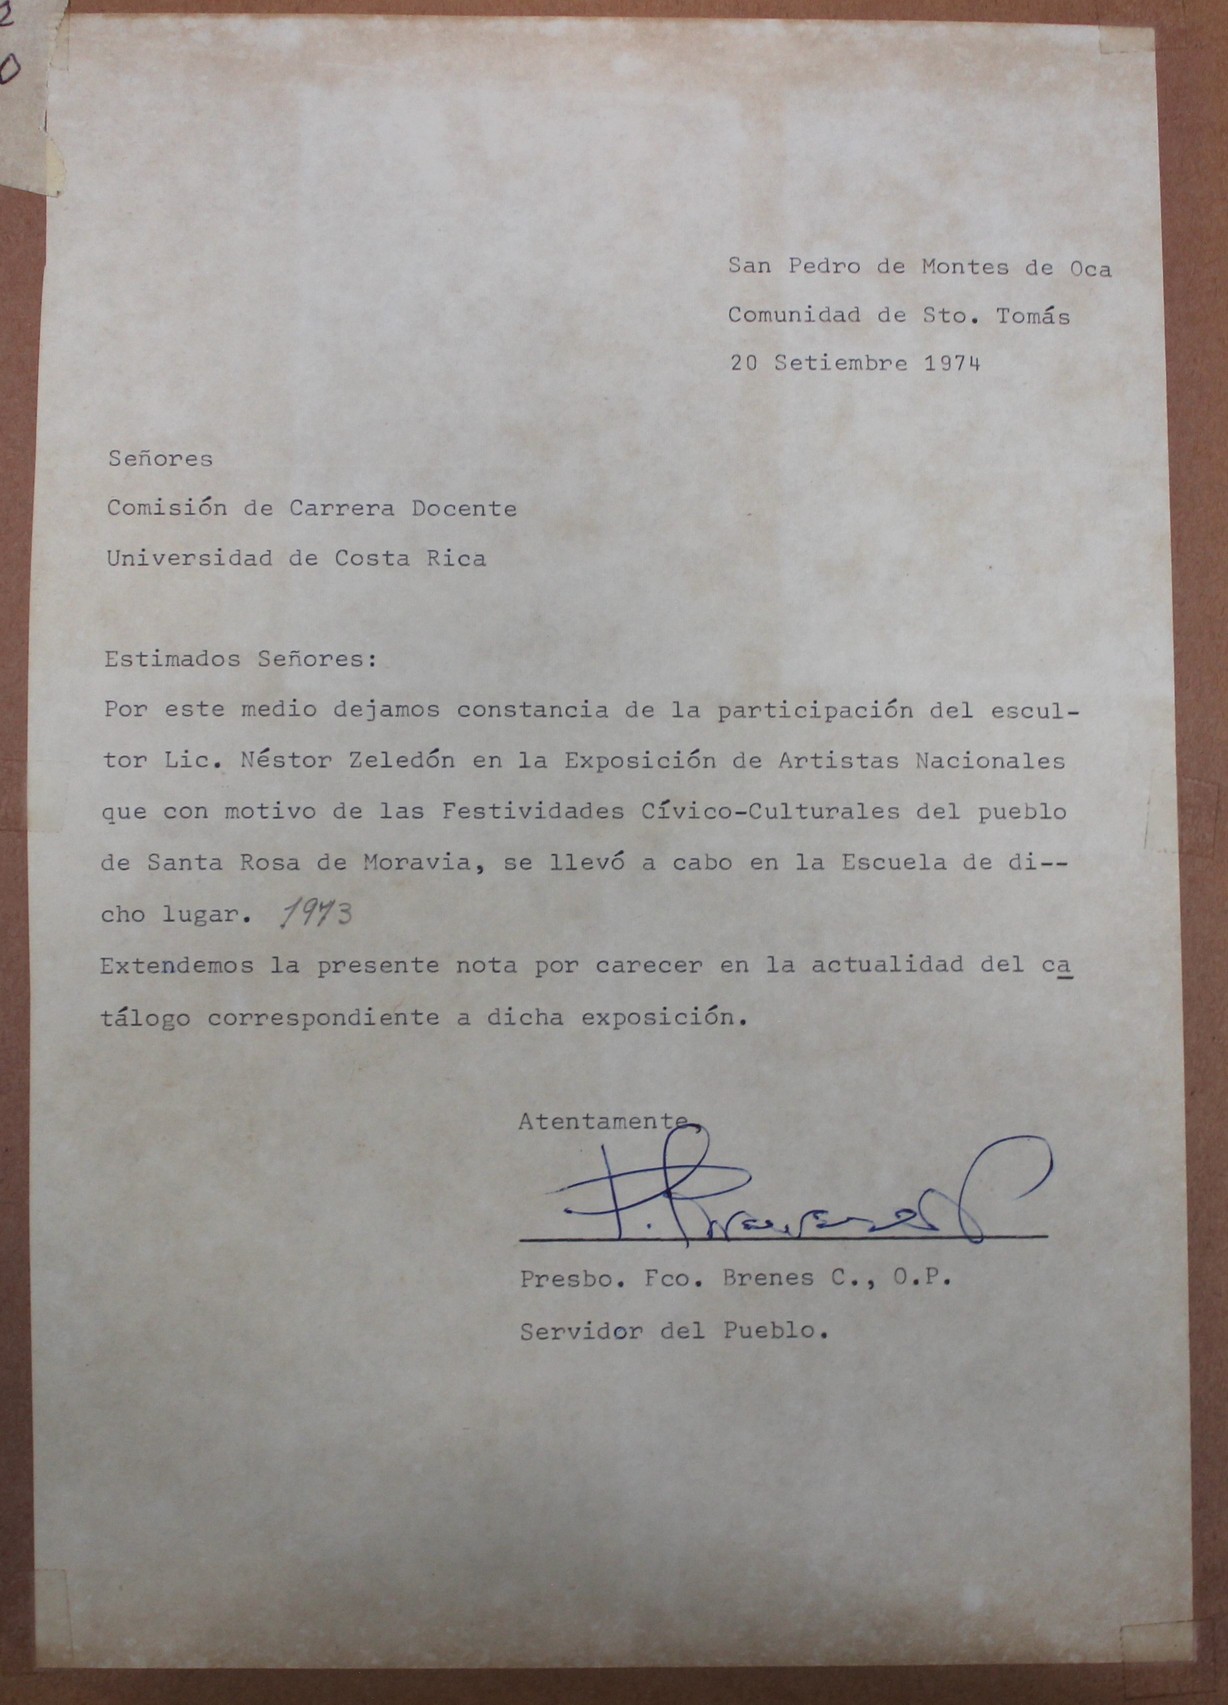 San Pedro de Montes de Oca
Comunidad de Sto. Tomás
20 Setiembre 1974
Señores
Comisión de Carrera Docente
Universidad de Costa Rica
Estimados Señores:
Por este medio dejamos constancia de la participación del escul-
tor Lic. Néstor Zeledón en la Exposición de Artistas Nacionales
que con motivo de las Festividades Cívico-Culturales del pueblo
de Santa Rosa de Moravia, se llevó a cabo en la Escuela de di--
cho lugar. 1973
Extendemos la presente nota por carecer en la actualidad del ca
tálogo correspondiente a dicha exposición.
Atentamente,
Presbo. Fco. Brenes C., O.P.
Servidor del Pueblo.